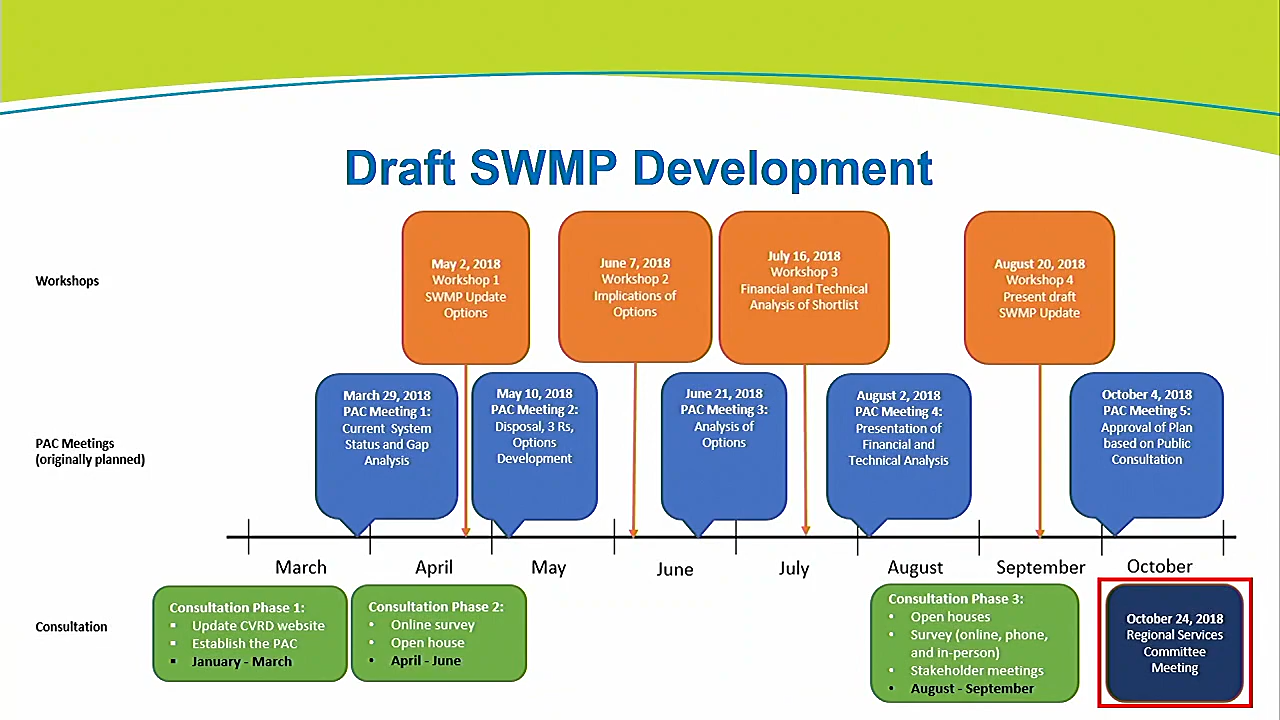 Draft SWMP Development
Workshops
May 2, 2018
Workshop 1
SWMP Update
Options
June 7, 2018
Workshop 2
Implications of
Options
July 16, 2018
Workshop 3
Financial and Technical
Analysis of Shortlist
August 20, 2018
Workshop 4
Present draft
SWMP Update
PAC Meetings
(originally planned)
March 29, 2018
PAC Meeting 1:
Current System
Status and Gap
Analysis
May 10, 2018
PAC Meeting 2:
Disposal, 3 Rs,
Options
Development
June 21, 2018
PAC Meeting 3:
Analysis of
Options
August 2, 2018
PAC Meeting 4:
Presentation of
Financial and
Technical Analysis
October 4, 2018
PAC Meeting 5:
Approval of Plan
based on Public
Consultation
March
April
May
June
July
August
September
October
Consultation
Consultation Phase 1:
▪ Update CVRD website
▪ Establish the PAC
▪ January - March
Consultation Phase 2:
• Online survey
• Open house
• April - June
Consultation Phase 3:
• Open houses
• Survey (online, phone,
and in-person)
• Stakeholder meetings
• August - September
October 24, 2018
Regional Services
Committee
Meeting